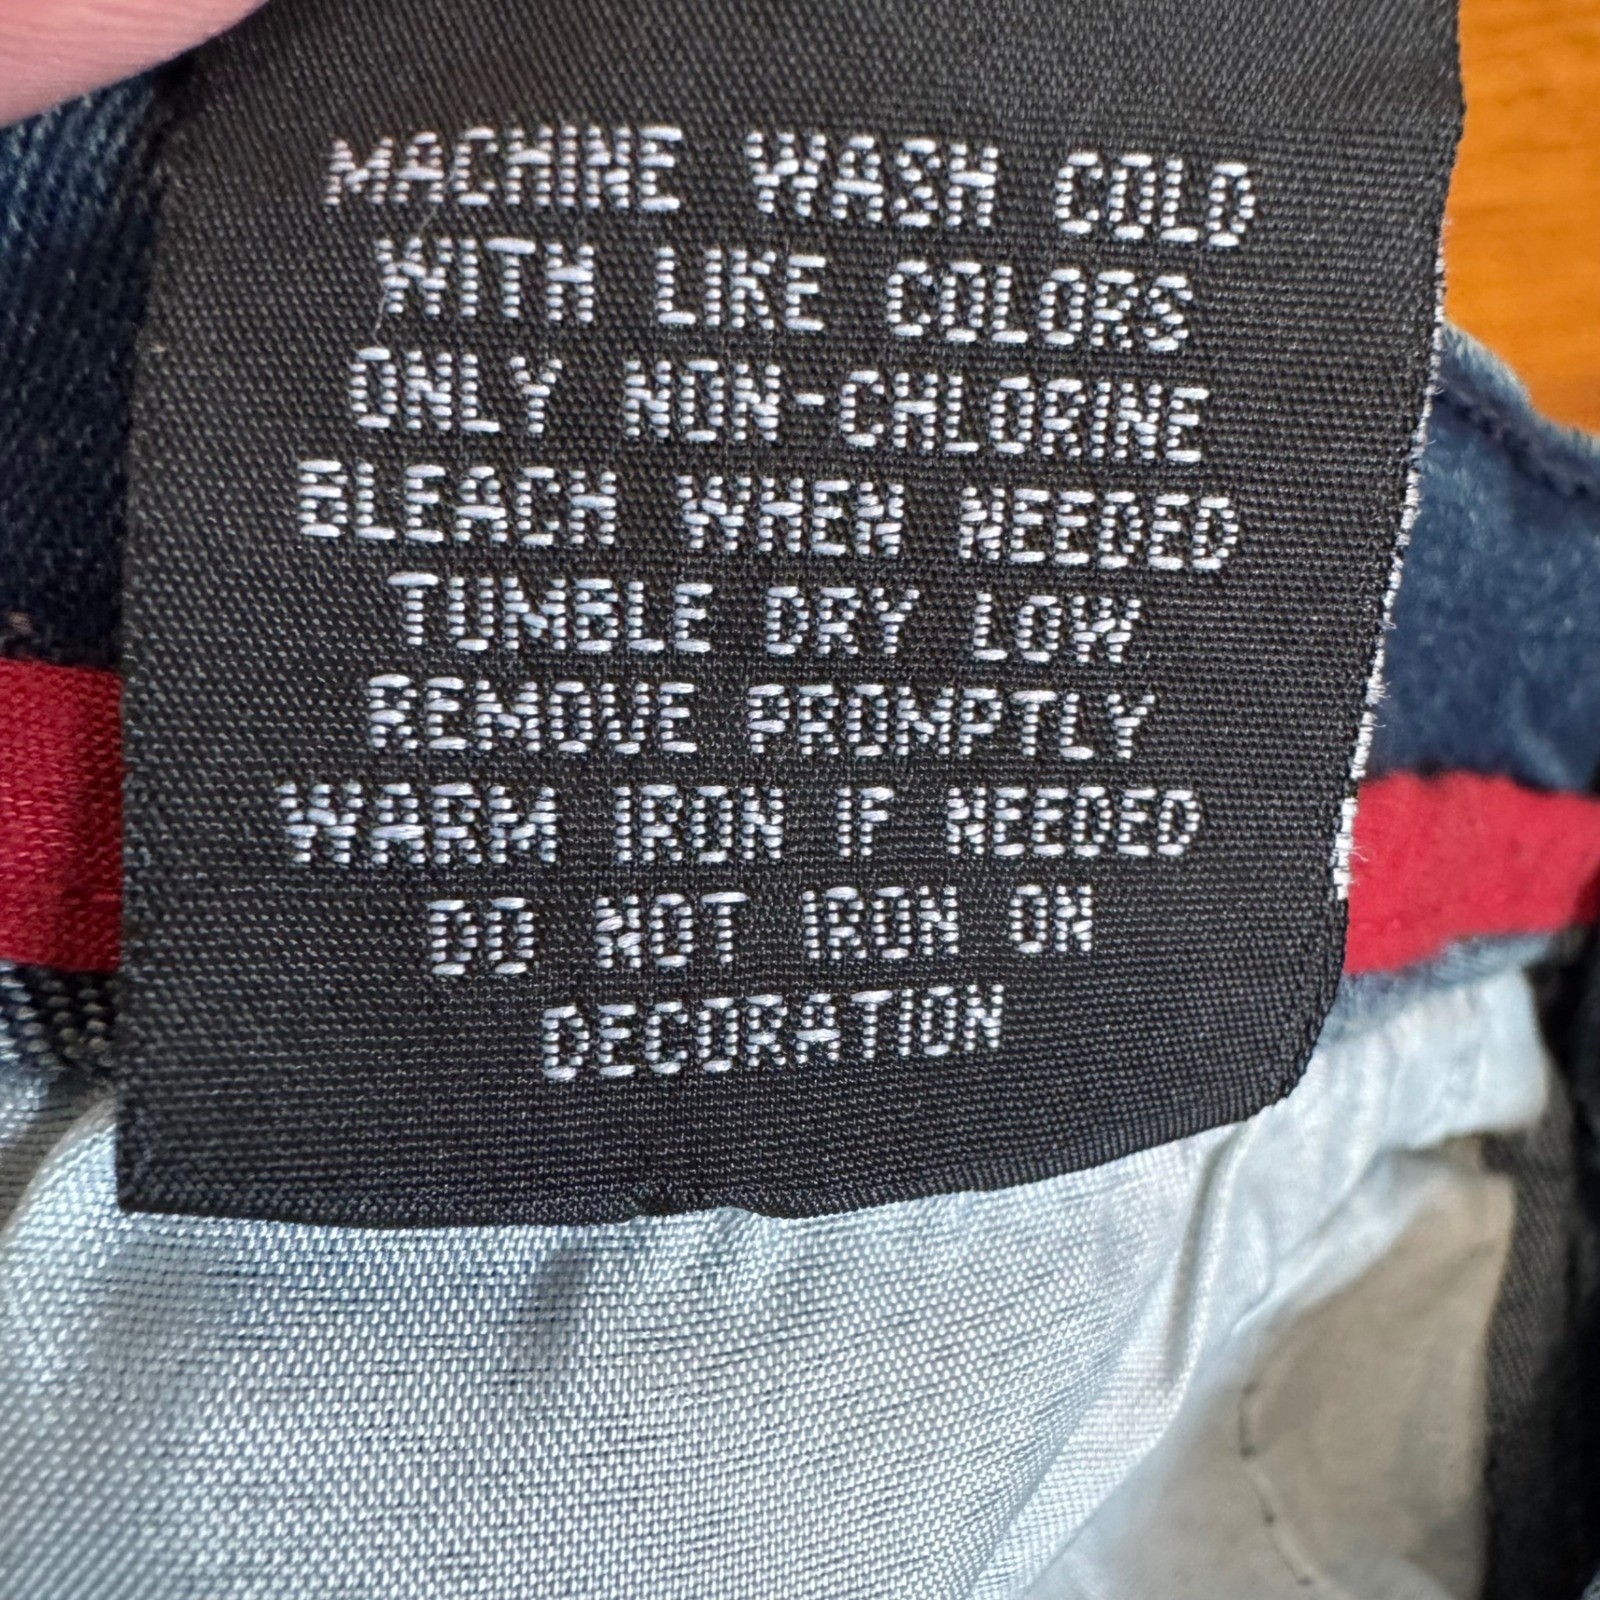 MACHINE WASH COLD
WITH LIKE COLORS
ONLY NON-CHLORINE
BLEACH WHEN NEEDED
TUMBLE DRY LOW
REMOVE PROMPTLY
WARM IRON IF NEEDED
DO NOT IRON ON
DECORATION